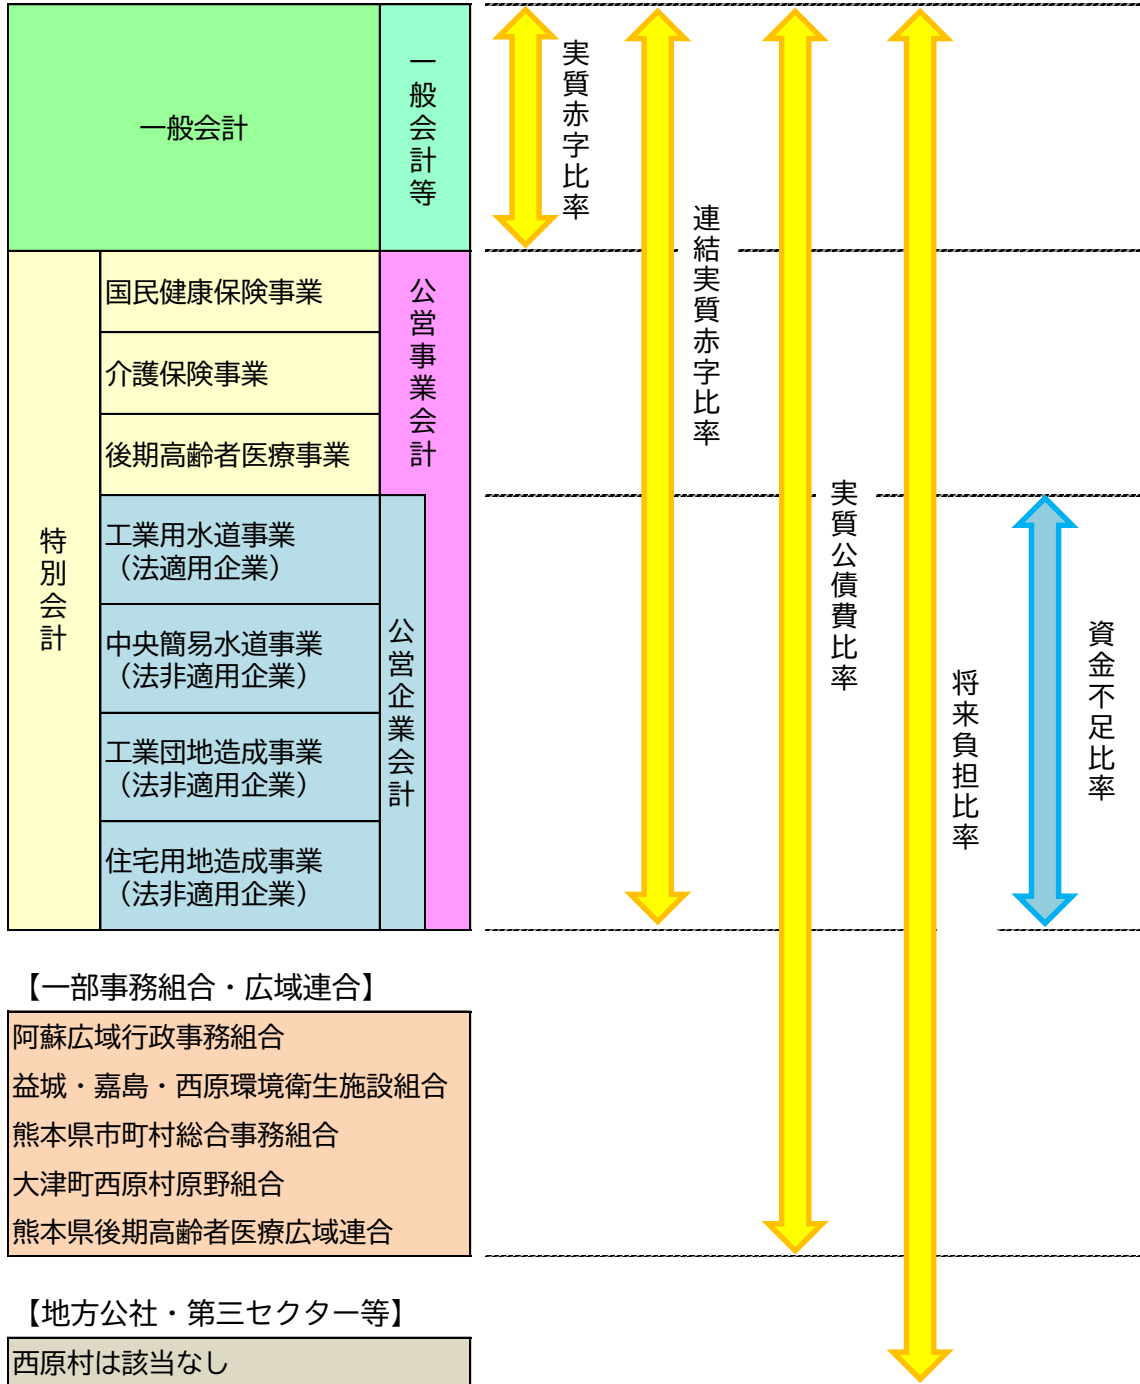 一般会計
一般会計等
実質赤字比率
連結実質赤字比率
実質公債費比率
将来負担比率
資金不足比率
特別会計
国民健康保険事業
介護保険事業
後期高齢者医療事業
公営事業会計
工業用水道事業
（法適用企業）
中央簡易水道事業
（法非適用企業）
工業団地造成事業
（法非適用企業）
住宅用地造成事業
（法非適用企業）
公営企業会計
【一部事務組合・広域連合】
阿蘇広域行政事務組合
益城・嘉島・西原環境衛生施設組合
熊本県市町村総合事務組合
大津町西原村原野組合
熊本県後期高齢者医療広域連合
【地方公社・第三セクター等】
西原村は該当なし